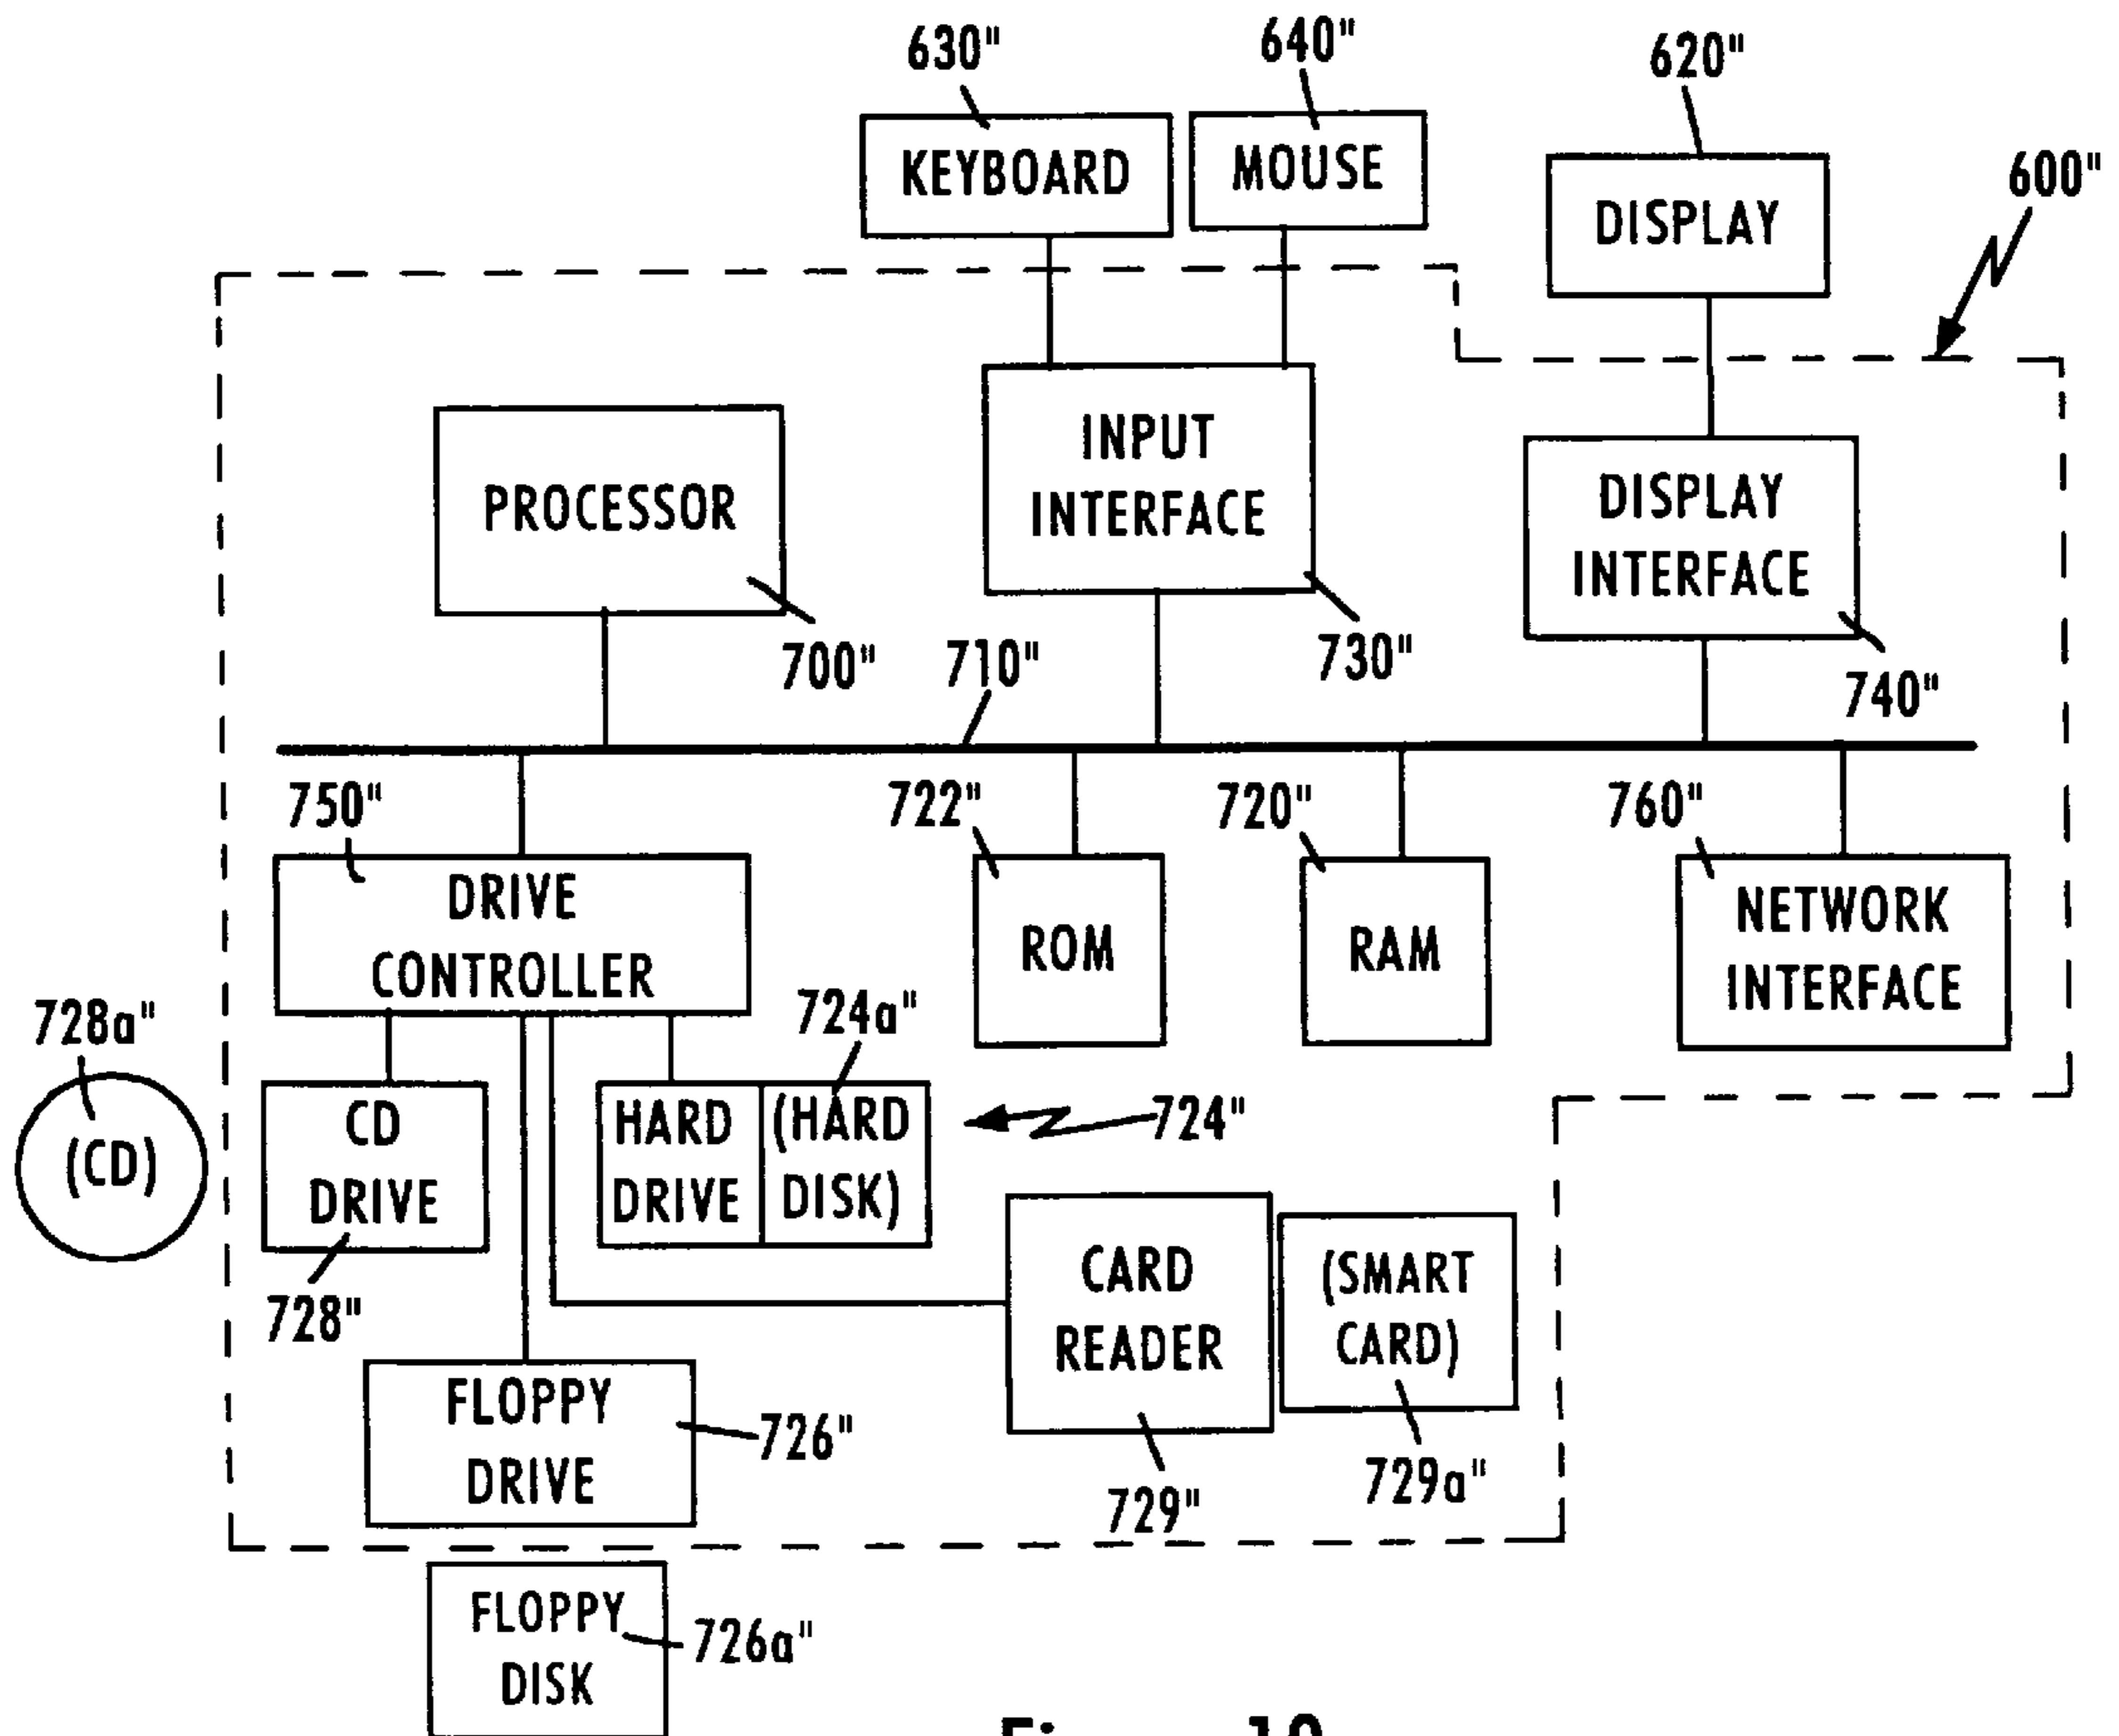 630"
640"
620"
600"
KEYBOARD
MOUSE
DISPLAY
PROCESSOR
700"
INPUT
INTERFACE
730"
DISPLAY
INTERFACE
740"
710"
750"
722"
720"
760"
DRIVE
CONTROLLER
ROM
RAM
NETWORK
INTERFACE
728a"
(CD)
724a"
CD
DRIVE
728"
HARD
DRIVE
(HARD
DISK)
724"
CARD
READER
729"
(SMART
CARD)
729a"
FLOPPY
DRIVE
726"
FLOPPY
DISK
726a"